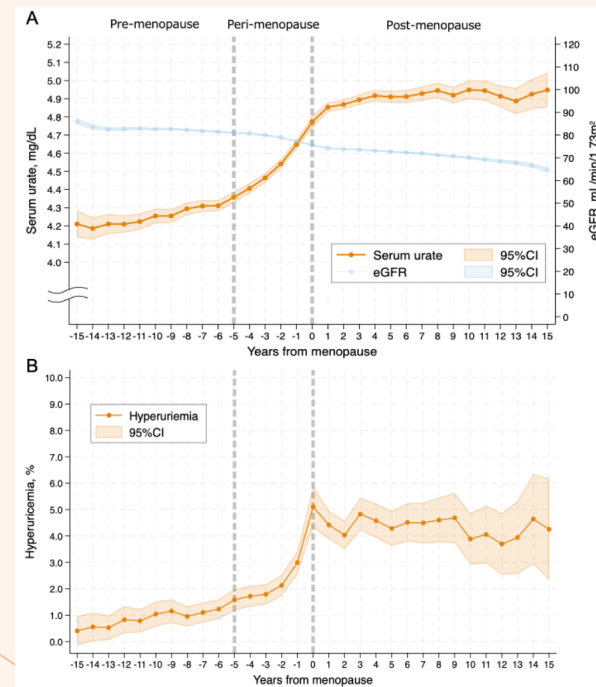 A
Pre-menopause Peri-menopause Post-menopause
5.2
5.1
5.0
4.9
4.8
4.7
4.6
4.5
4.4
4.3
4.2
4.1
4.0
Serum urate, mg/dL
120
110
100
90
80
70
60
50
40
30
20
10
0
eGFR, mL/min/1.73m²
Serum urate 95%CI
eGFR 95%CI
-15 -14 -13 -12 -11 -10 -9 -8 -7 -6 -5 -4 -3 -2 -1 0 1 2 3 4 5 6 7 8 9 10 11 12 13 14 15
Years from menopause
B
10.0
9.0
8.0
7.0
6.0
5.0
4.0
3.0
2.0
1.0
0.0
Hyperuricemia, %
Hyperuriemia
95%CI
-15 -14 -13 -12 -11 -10 -9 -8 -7 -6 -5 -4 -3 -2 -1 0 1 2 3 4 5 6 7 8 9 10 11 12 13 14 15
Years from menopause